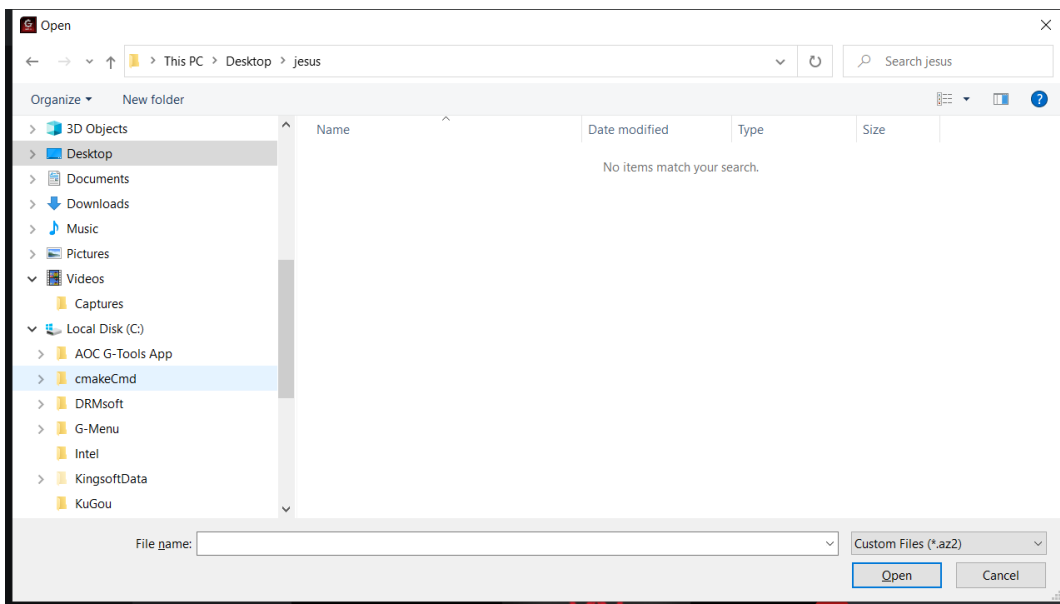 Open
This PC > Desktop > jesus
Search jesus
Organize
New folder
3D Objects
Desktop
Documents
Downloads
Music
Pictures
Videos
Captures
Local Disk (C:)
AOC G-Tools App
cmakeCmd
DRMsoft
G-Menu
Intel
KingsoftData
KuGou
Name
Date modified
Type
Size
No items match your search.
File name:
Custom Files (*.az2)
Open
Cancel